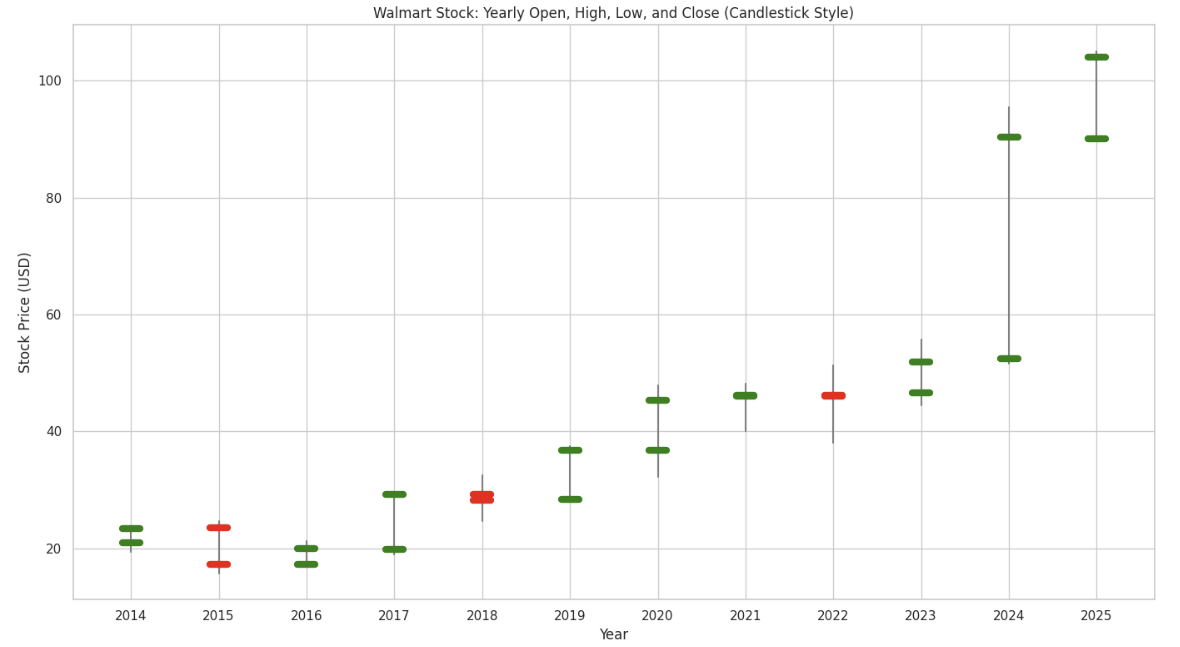 Walmart Stock: Yearly Open, High, Low, and Close (Candlestick Style)
100
80
60
40
20
Stock Price (USD)
2014 2015 2016 2017 2018 2019 2020 2021 2022 2023 2024 2025
Year